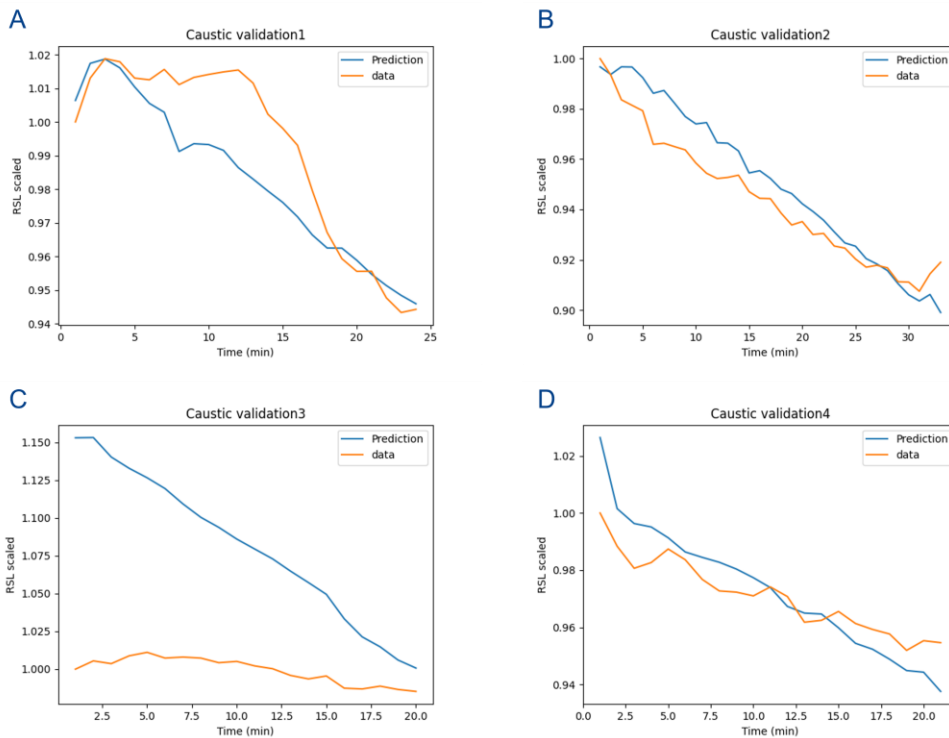 A
Caustic validation1
Prediction
data
1.02
1.01
1.00
0.99
0.98
0.97
0.96
0.95
0.94
RSL scaled
0 5 10 15 20 25
Time (min)
B
Caustic validation2
Prediction
data
1.00
0.98
0.96
0.94
0.92
0.90
RSL scaled
0 5 10 15 20 25 30
Time (min)
C
Caustic validation3
Prediction
data
1.150
1.125
1.100
1.075
1.050
1.025
1.000
RSL scaled
2.5 5.0 7.5 10.0 12.5 15.0 17.5 20.0
Time (min)
D
Caustic validation4
Prediction
data
1.02
1.00
0.98
0.96
0.94
RSL scaled
0.0 2.5 5.0 7.5 10.0 12.5 15.0 17.5 20.0
Time (min)